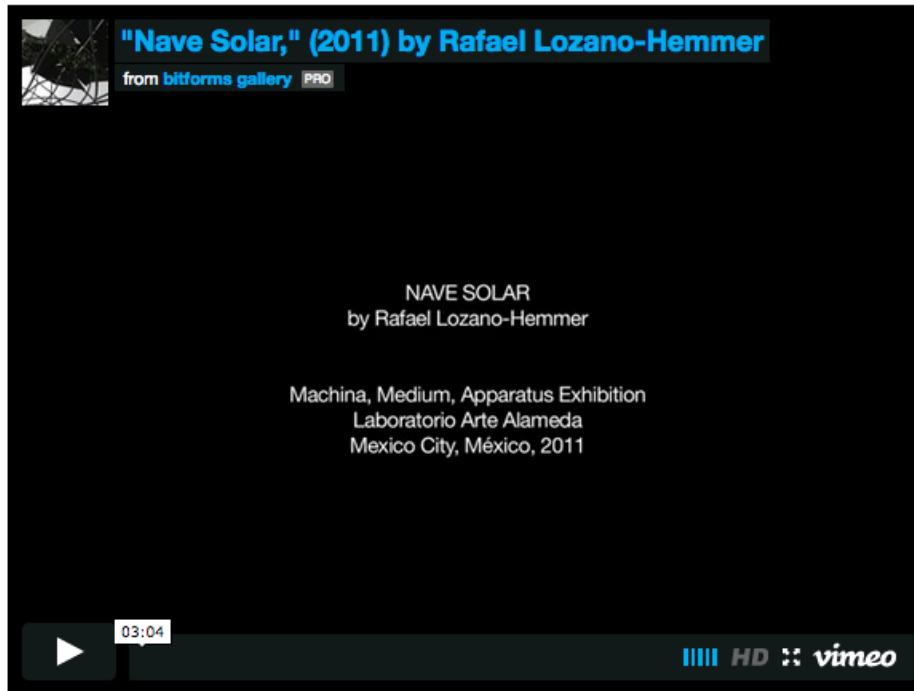 "Nave Solar," (2011) by Rafael Lozano-Hemmer
from bitforms gallery PRO
NAVE SOLAR
by Rafael Lozano-Hemmer
Machina, Medium, Apparatus Exhibition
Laboratorio Arte Alameda
Mexico City, México, 2011
03:04
HD vimeo